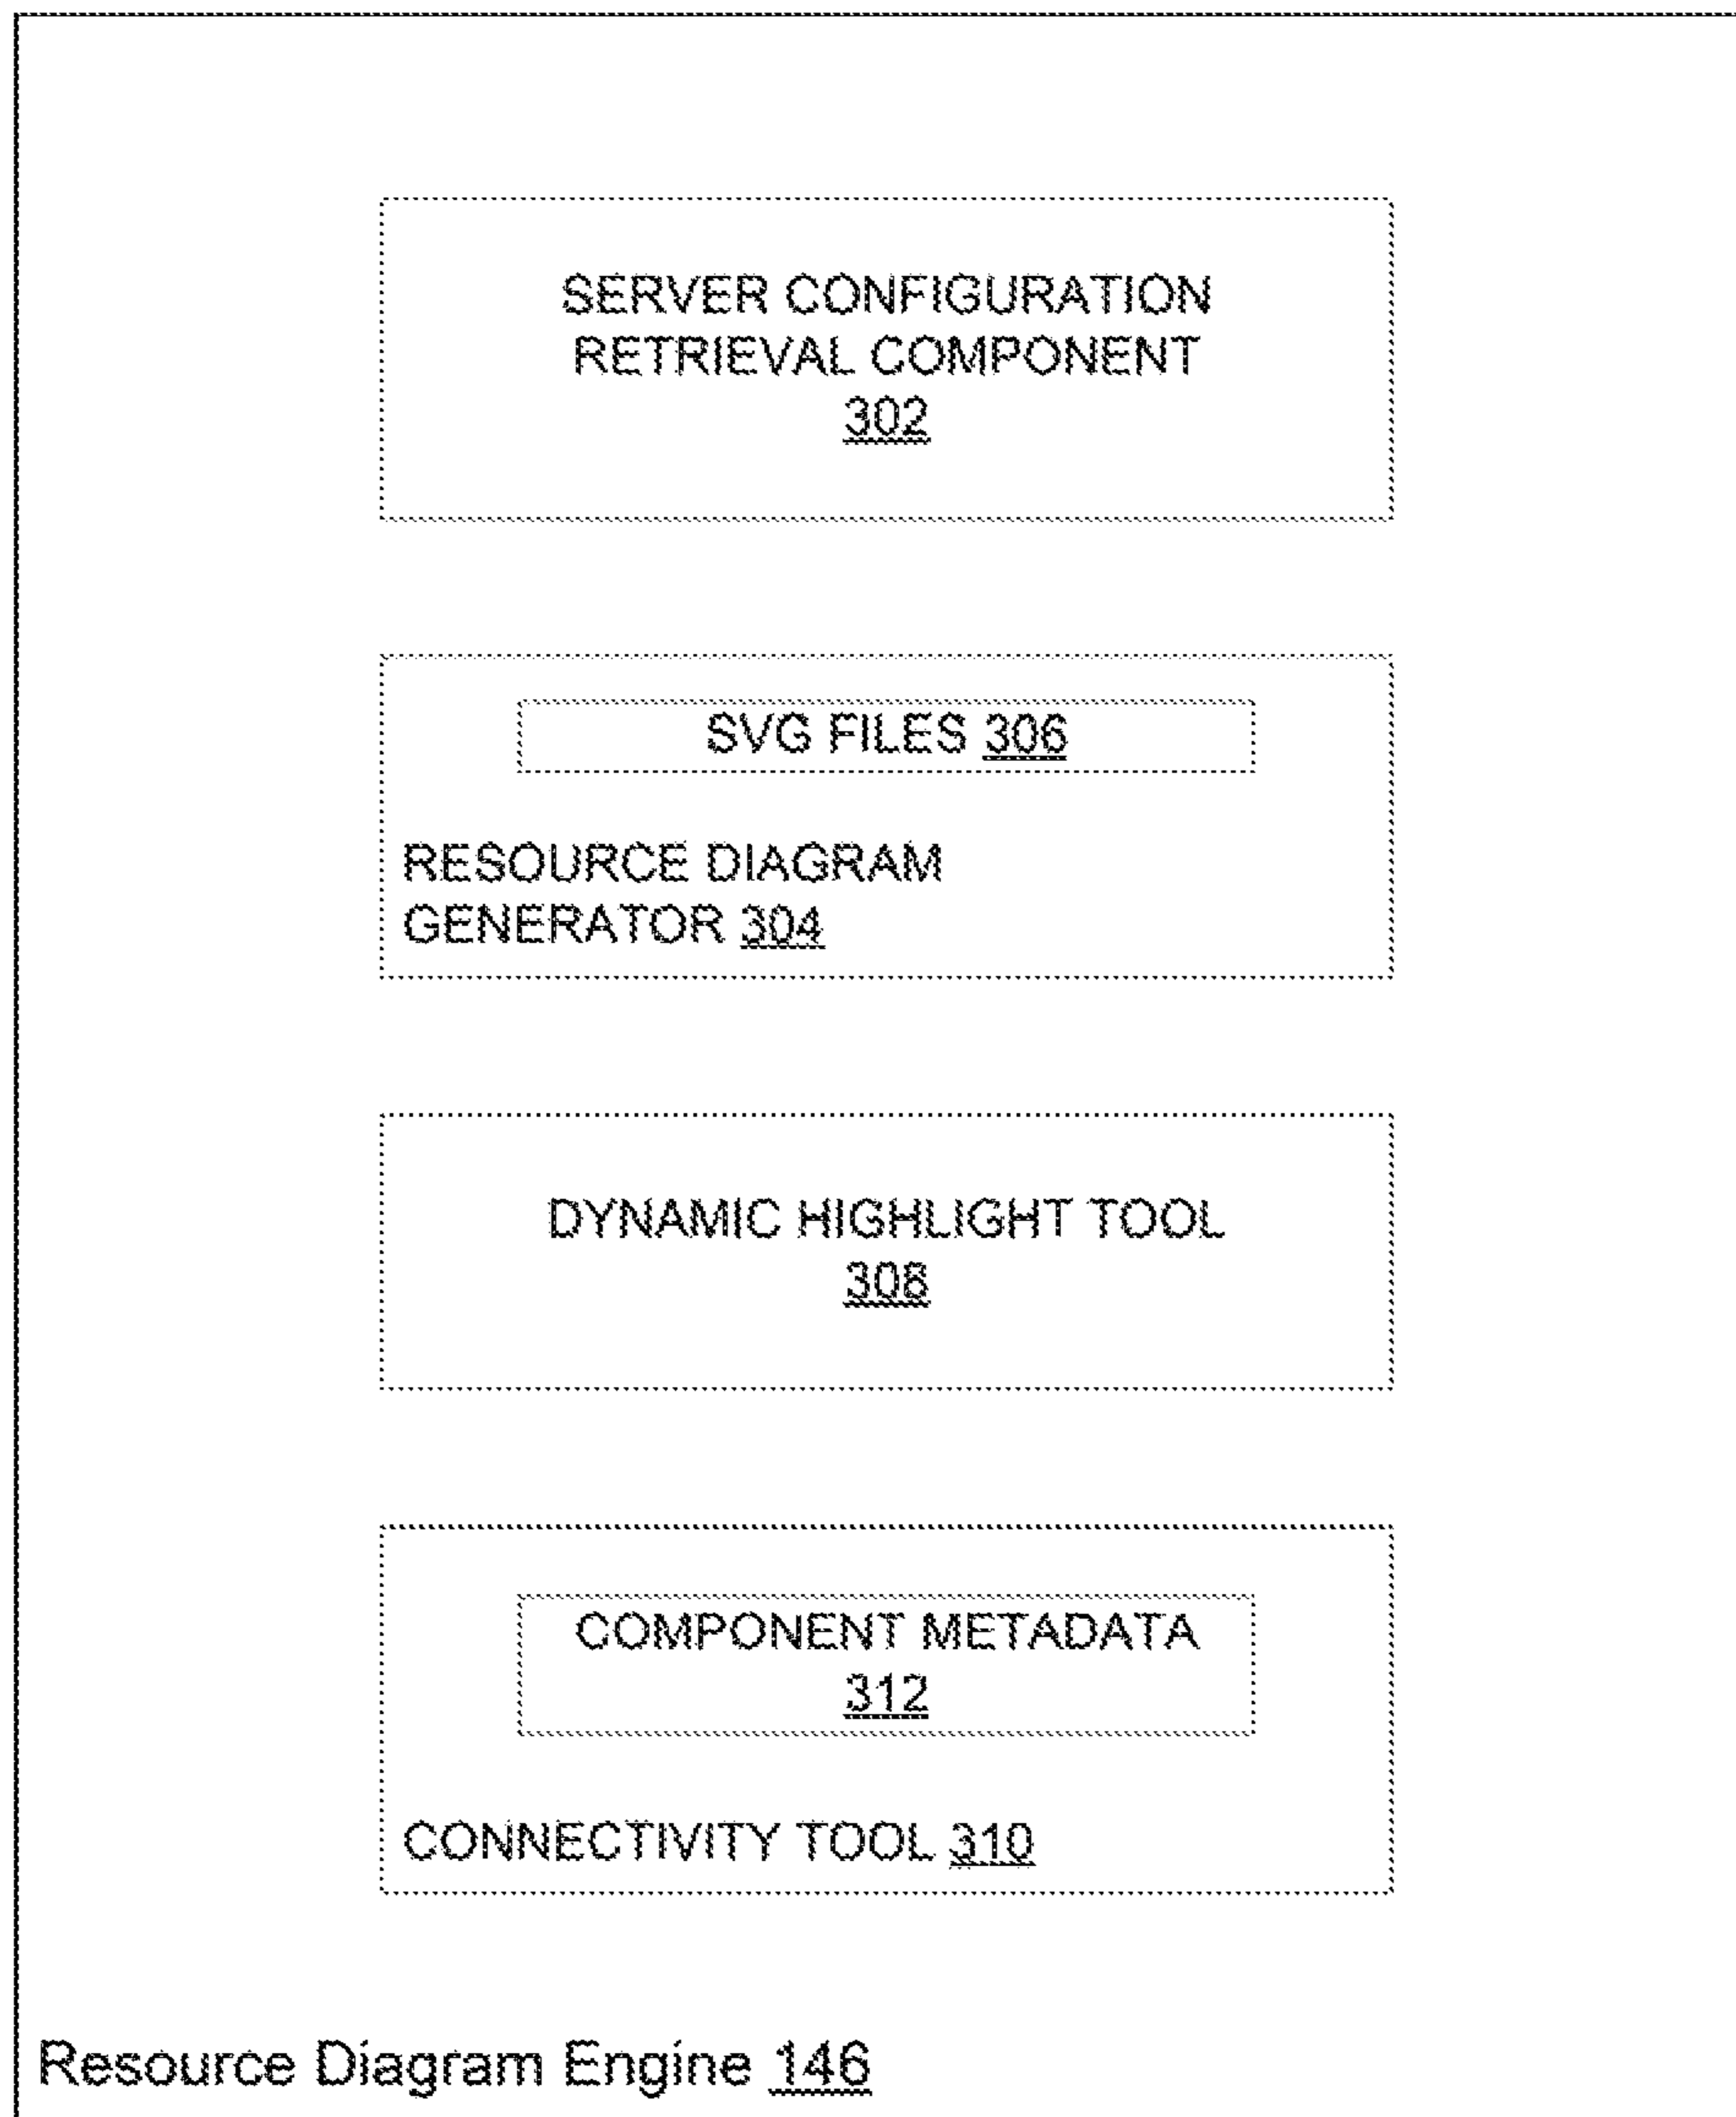 SERVER CONFIGURATION
RETRIEVAL COMPONENT
302
SVG FILES 306
RESOURCE DIAGRAM
GENERATOR 304
DYNAMIC HIGHLIGHT TOOL
308
COMPONENT METADATA
312
CONNECTIVITY TOOL 310
Resource Diagram Engine 146